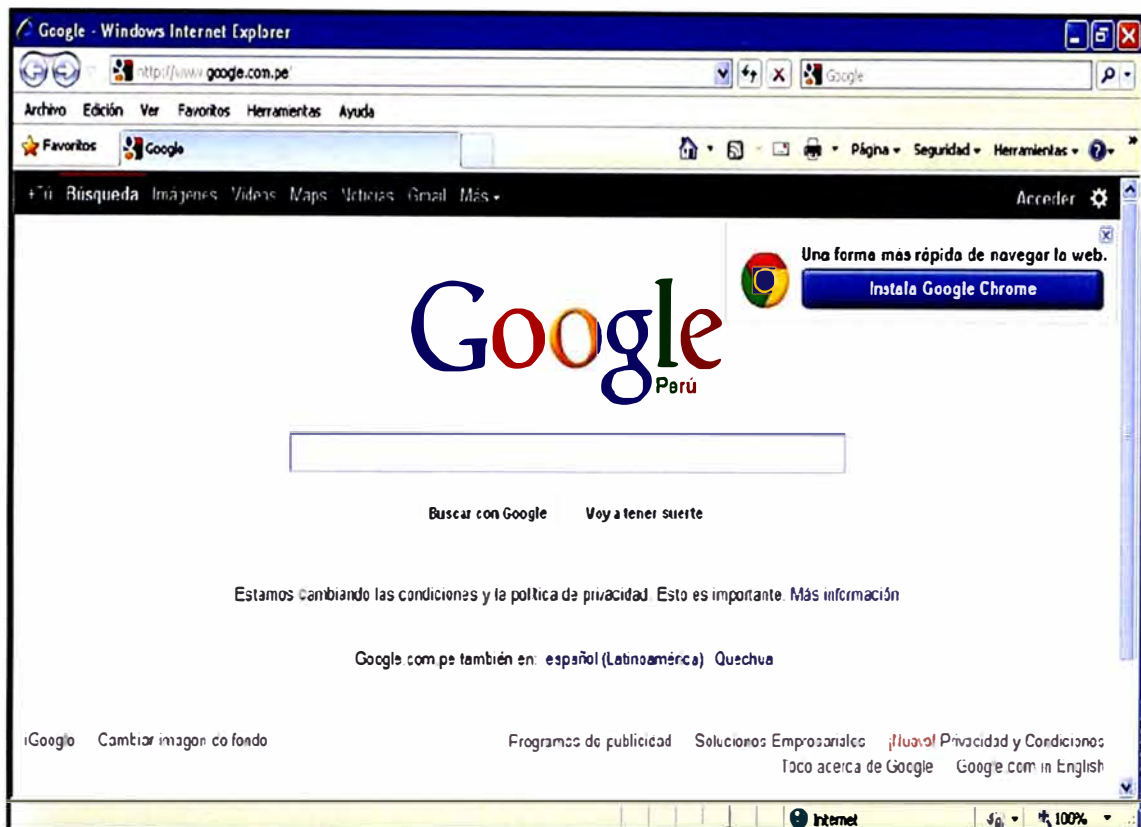 Google - Windows Internet Explorer
http://www.google.com.pe/ Google
Archivo Edición Ver Favoritos Herramientas Ayuda
Favoritos Google Página Seguridad Herramientas
+Tú Búsqueda Imágenes Videos Maps Noticias Gmail Más Acceder
Una forma más rápida de navegar la web.
Instala Google Chrome
Google
Perú
Buscar con Google Voy a tener suerte
Estamos cambiando las condiciones y la política de privacidad. Esto es importante. Más información
Google.com.pe también en: español (Latinoamérica) Quechua
iGoogle Cambiar imagen de fondo Programas de publicidad Soluciones Empresariales ¡Nuevo! Privacidad y Condiciones
Todo acerca de Google Google.com in English
Internet 100%